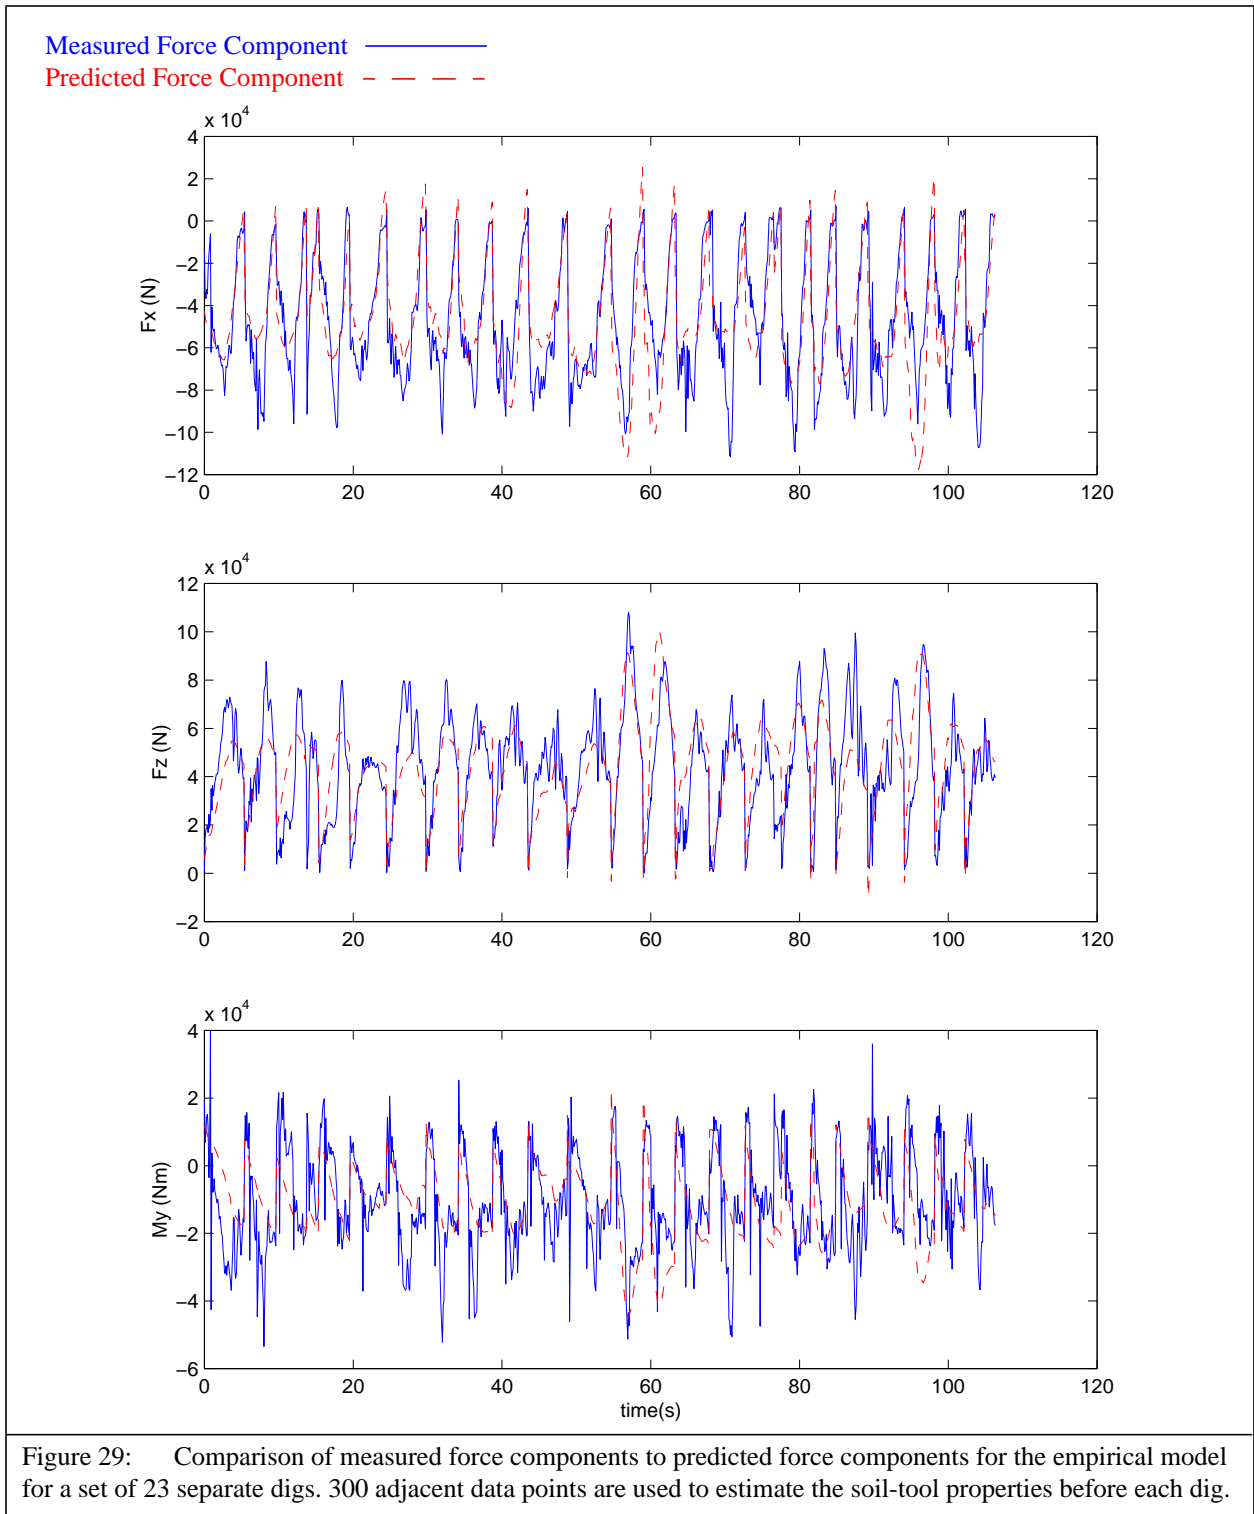 Measured Force Component
Predicted Force Component
x 10^4
4
2
0
−2
−4
−6
−8
−10
−12
Fx (N)
0 20 40 60 80 100 120
x 10^4
12
10
8
6
4
2
0
−2
Fz (N)
0 20 40 60 80 100 120
x 10^4
4
2
0
−2
−4
−6
My (Nm)
0 20 40 60 80 100 120
time(s)
Figure 29: Comparison of measured force components to predicted force components for the empirical model
for a set of 23 separate digs. 300 adjacent data points are used to estimate the soil-tool properties before each dig.